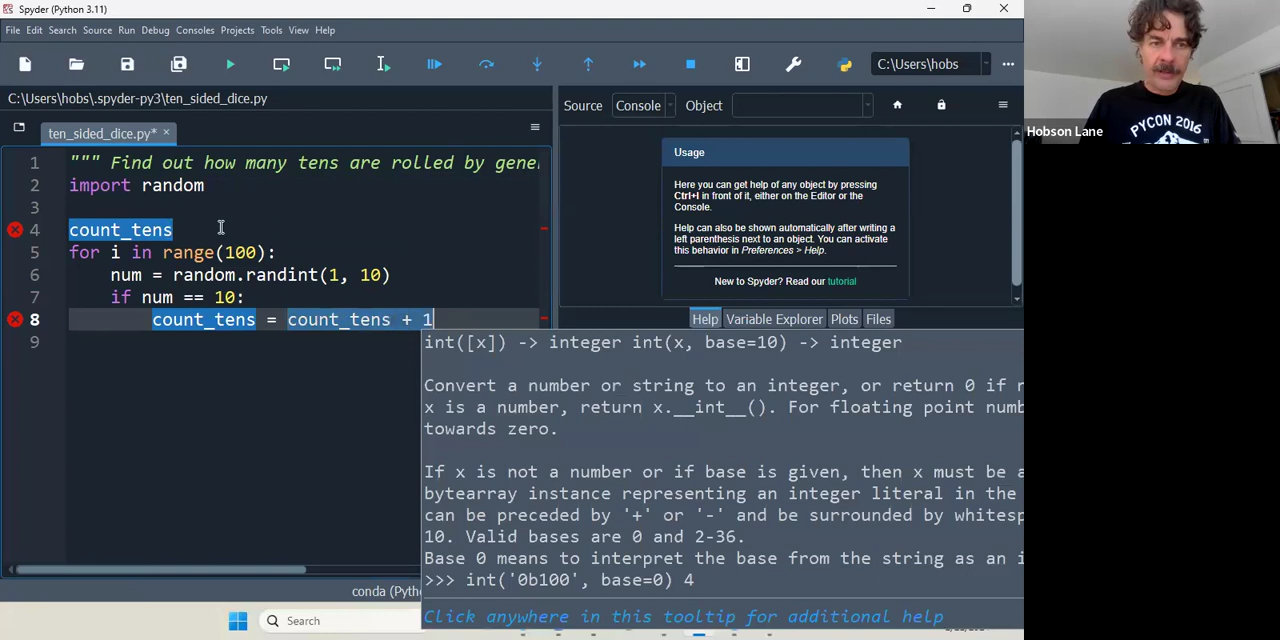 Spyder (Python 3.11)
File Edit Search Source Run Debug Consoles Projects Tools View Help
C:\Users\hobs
C:\Users\hobs\.spyder-py3\ten_sided_dice.py
Source Console Object
ten_sided_dice.py*
1 """ Find out how many tens are rolled by gener
2 import random
3
4 count_tens
5 for i in range(100):
6 num = random.randint(1, 10)
7 if num == 10:
8 count_tens = count_tens + 1
9
Usage
Here you can get help of any object by pressing
Ctrl+I in front of it, either on the Editor or the
Console.
Help can also be shown automatically after writing a
left parenthesis next to an object. You can activate
this behavior in Preferences > Help.
New to Spyder? Read our tutorial
Help Variable Explorer Plots Files
int([x]) -> integer int(x, base=10) -> integer
Convert a number or string to an integer, or return 0 if
x is a number, return x.__int__(). For floating point num
towards zero.
If x is not a number or if base is given, then x must be a
bytearray instance representing an integer literal in the
can be preceded by '+' or '-' and be surrounded by whitesp
10. Valid bases are 0 and 2-36.
Base 0 means to interpret the base from the string as an i
>>> int('0b100', base=0) 4
Click anywhere in this tooltip for additional help
conda (Pytho
Search
Hobson Lane
PYCON 2016